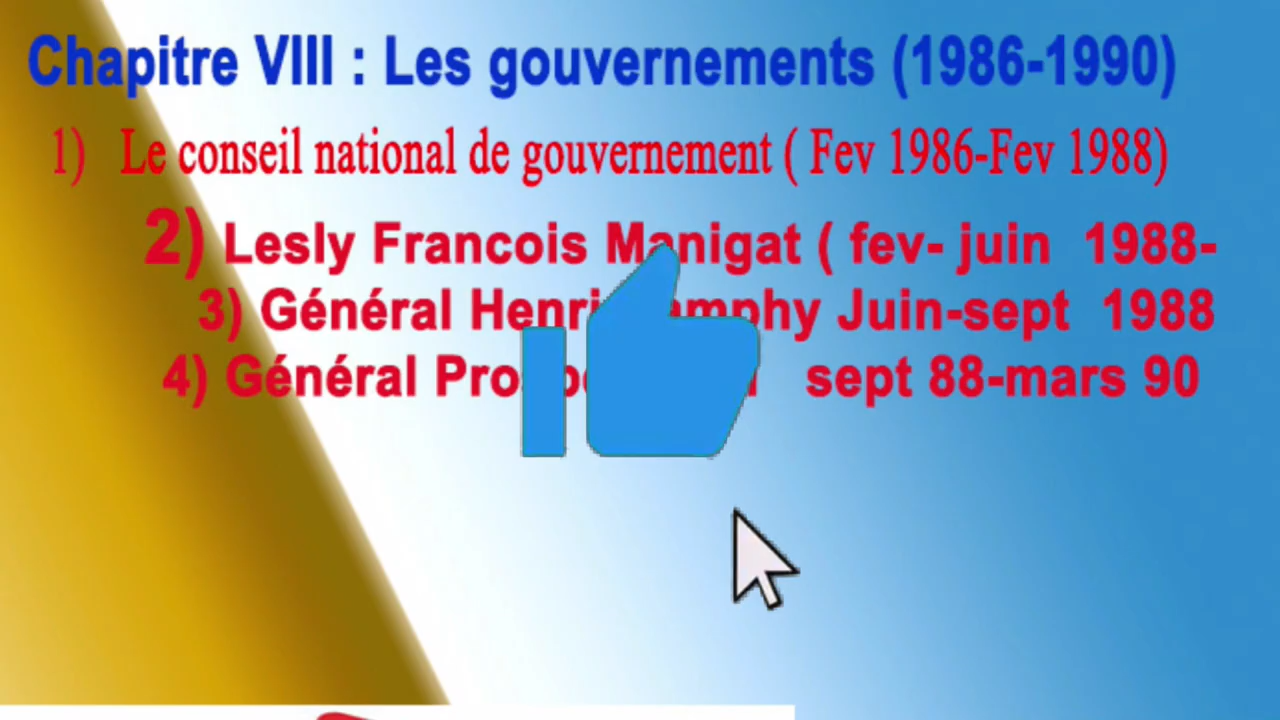 Chapitre VIII : Les gouvernements (1986-1990)
1) Le conseil national de gouvernement ( Fev 1986-Fev 1988)
2) Lesly Francois Manigat ( fev- juin 1988-
3) Général Henri Juin-sept 1988
4) Général sept 88-mars 90